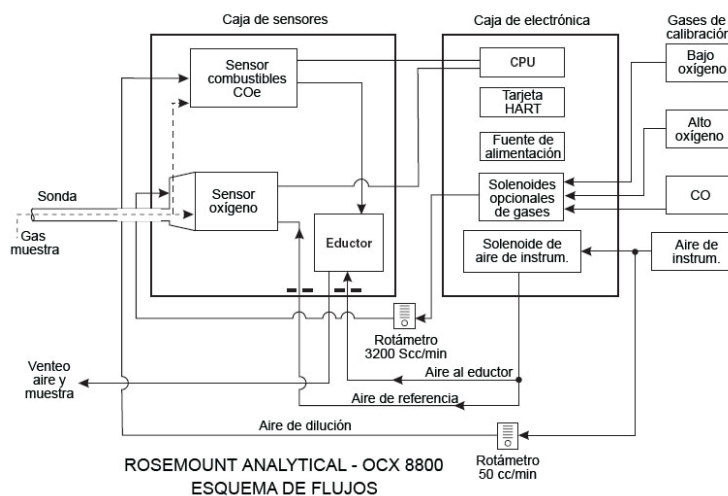 Caja de sensores
Caja de electrónica
Gases de
calibración
Sensor
combustibles
COe
CPU
Bajo
oxígeno
Tarjeta
HART
Alto
oxígeno
Fuente de
alimentación
Sonda
Sensor
oxígeno
Solenoides
opcionales
de gases
CO
Gas
muestra
Eductor
Solenoide de
aire de instrum.
Aire de
instrum.
Rotámetro
3200 Scc/min
Venteo
aire y
muestra
Aire al eductor
Aire de referencia
Aire de dilución
Rotámetro
50 cc/min
ROSEMOUNT ANALYTICAL - OCX 8800
ESQUEMA DE FLUJOS